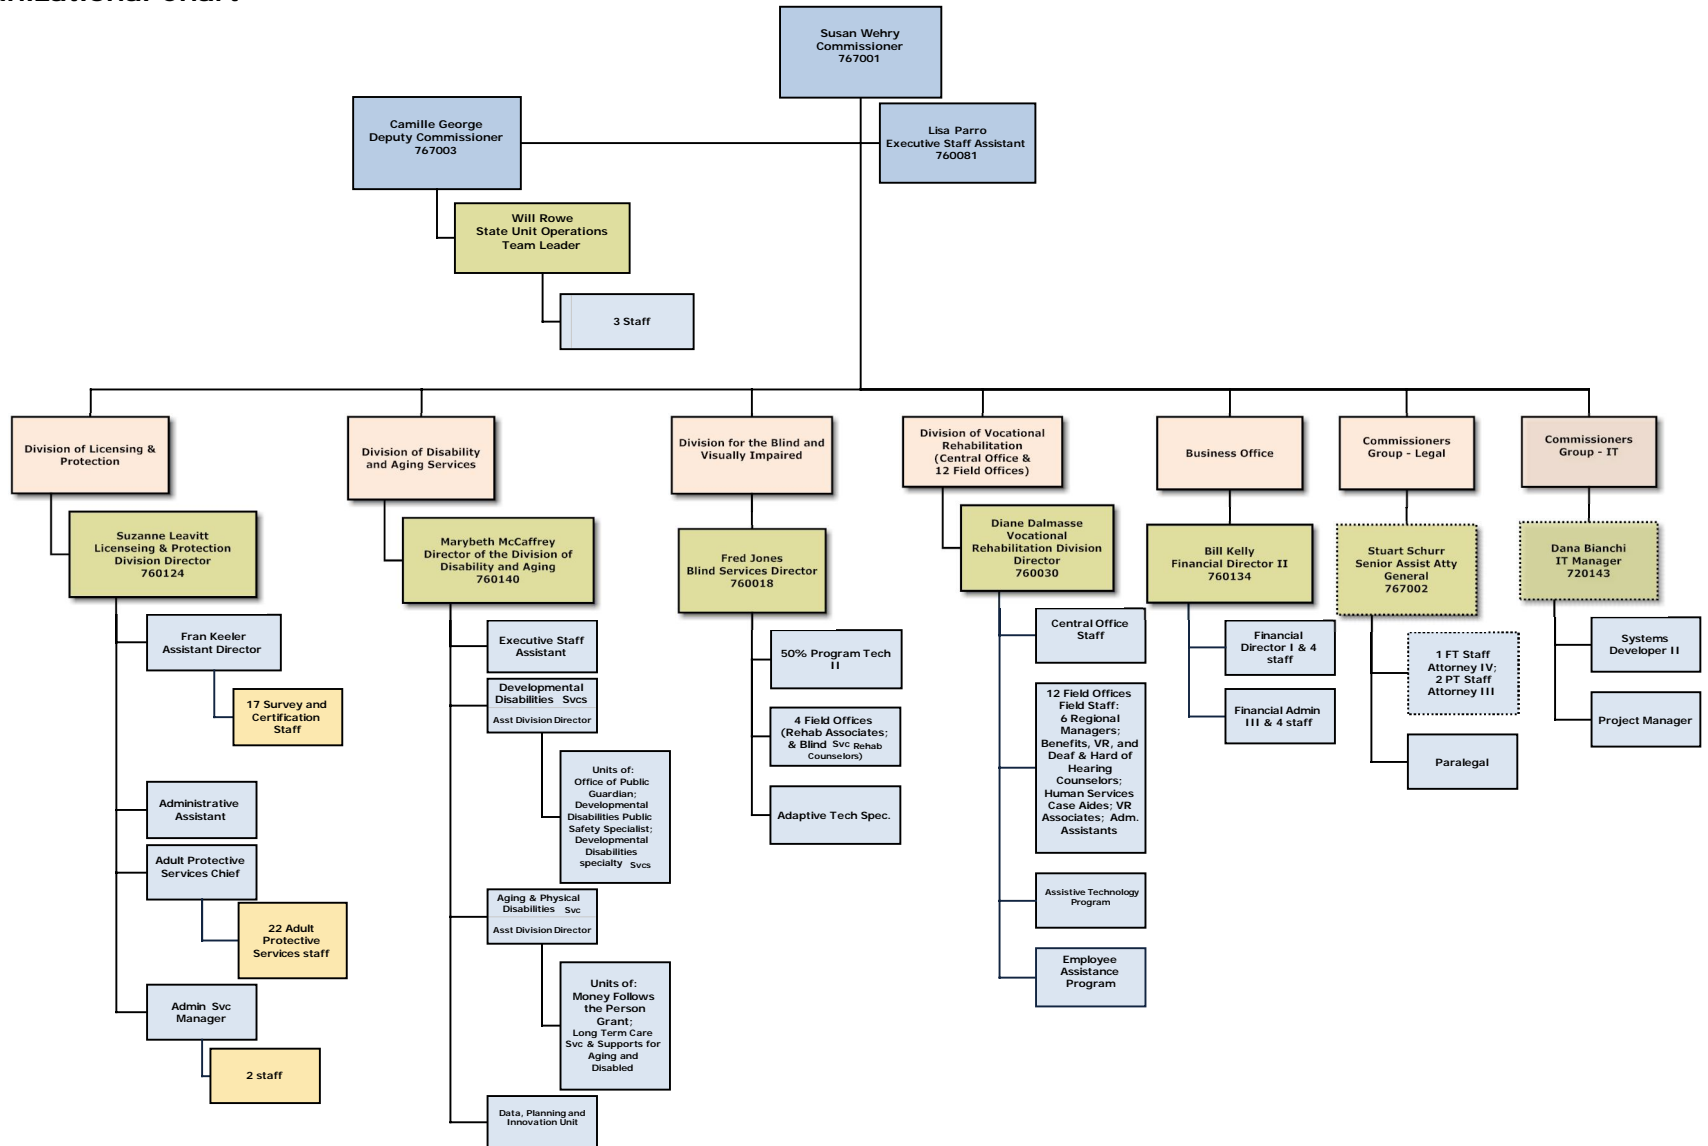 Susan Wehry
Commissioner
767001
Camille George
Deputy Commissioner
767003
Lisa Parro
Executive Staff Assistant
760081
Will Rowe
State Unit Operations
Team Leader
3 Staff
Division of Licensing &
Protection
Suzanne Leavitt
Licenseing & Protection
Division Director
760124
Fran Keeler
Assistant Director
17 Survey and
Certification
Staff
Administrative
Assistant
Adult Protective
Services Chief
22 Adult
Protective
Services staff
Admin Svc
Manager
2 staff
Division of Disability
and Aging Services
Marybeth McCaffrey
Director of the Division of
Disability and Aging
760140
Executive Staff
Assistant
Developmental
Disabilities Svcs
Asst Division Director
Units of:
Office of Public
Guardian;
Developmental
Disabilities Public
Safety Specialist;
Developmental
Disabilities
specialty Svcs
Aging & Physical
Disabilities Svc
Asst Division Director
Units of:
Money Follows
the Person
Grant;
Long Term Care
Svc & Supports for
Aging and
Disabled
Data, Planning and
Innovation Unit
Division for the Blind and
Visually Impaired
Fred Jones
Blind Services Director
760018
50% Program Tech
II
4 Field Offices
(Rehab Associates;
& Blind Svc Rehab
Counselors)
Adaptive Tech Spec.
Division of Vocational
Rehabilitation
(Central Office &
12 Field Offices)
Diane Dalmasse
Vocational
Rehabilitation Division
Director
760030
Central Office
Staff
12 Field Offices
Field Staff:
6 Regional
Managers;
Benefits, VR, and
Deaf & Hard of
Hearing
Counselors;
Human Services
Case Aides; VR
Associates; Adm.
Assistants
Assistive Technology
Program
Employee
Assistance
Program
Business Office
Bill Kelly
Financial Director II
760134
Financial
Director I & 4
staff
Financial Admin
III & 4 staff
Commissioners
Group - Legal
Stuart Schurr
Senior Assist Atty
General
767002
1 FT Staff
Attorney IV;
2 PT Staff
Attorney III
Paralegal
Commissioners
Group - IT
Dana Bianchi
IT Manager
720143
Systems
Developer II
Project Manager